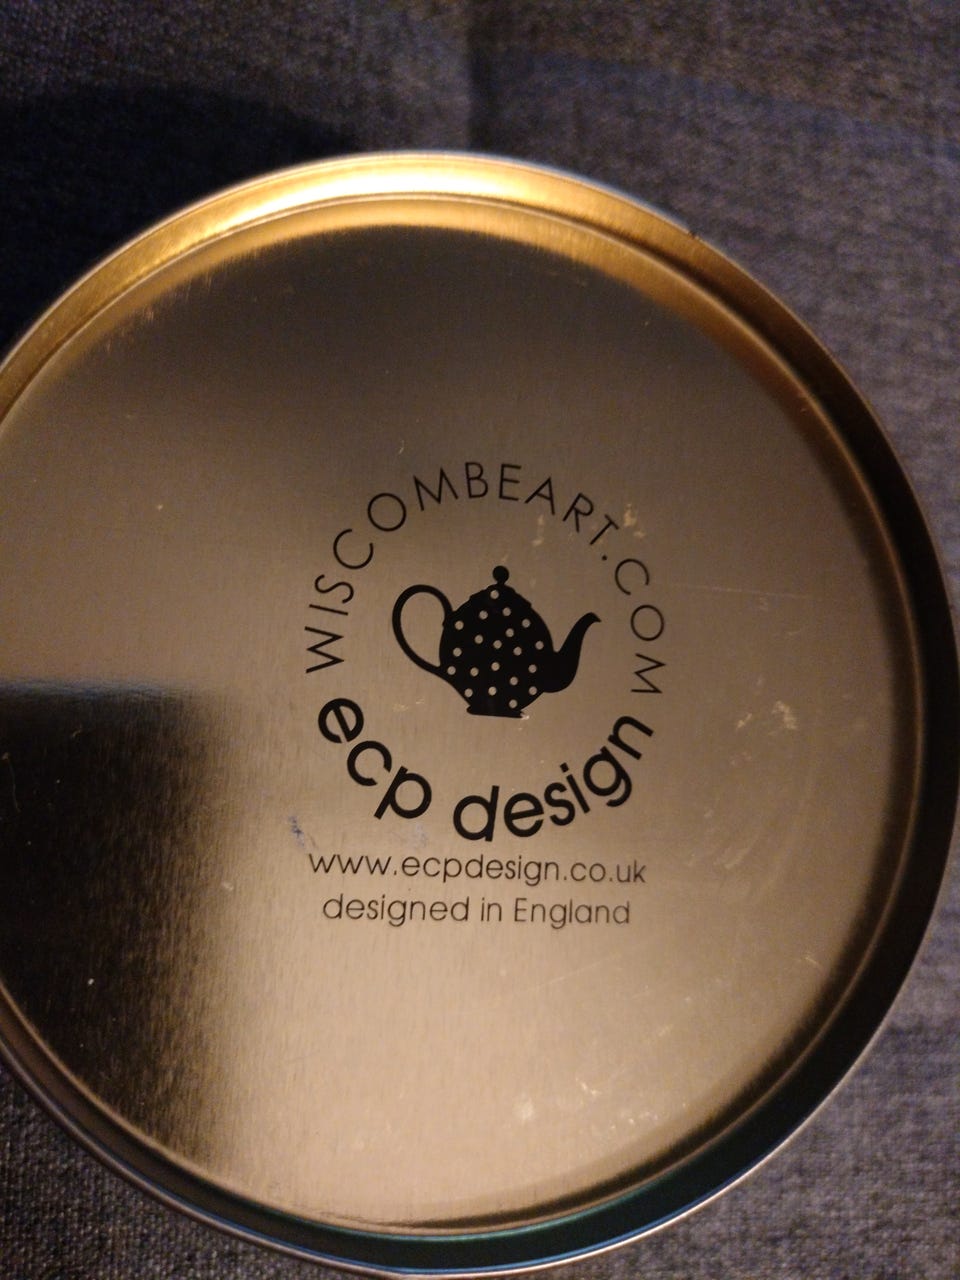 WISCOMBEART.COM
ecp design
www.ecpdesign.co.uk
designed in England